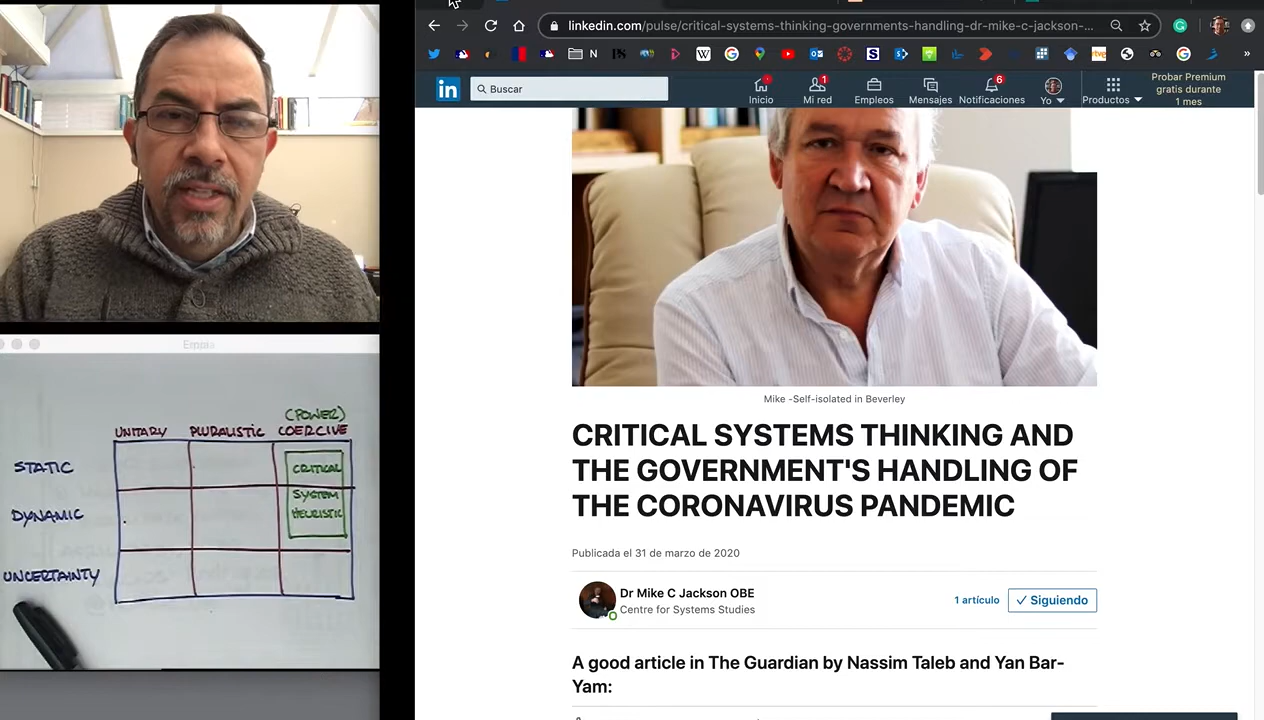 linkedin.com/pulse/critical-systems-thinking-governments-handling-dr-mike-c-jackson-...
N
in
Buscar
Inicio
1
Mi red
Empleos
Mensajes
6
Notificaciones
Yo
Productos
Probar Premium
gratis durante
1 mes
Mike -Self-isolated in Beverley
CRITICAL SYSTEMS THINKING AND
THE GOVERNMENT'S HANDLING OF
THE CORONAVIRUS PANDEMIC
Publicada el 31 de marzo de 2020
Dr Mike C Jackson OBE
Centre for Systems Studies
1 artículo
Siguiendo
A good article in The Guardian by Nassim Taleb and Yan Bar-
Yam:
(POWER)
UNITARY PLURALISTIC COERCIVE
STATIC
CRITICAL
SYSTEM
DYNAMIC
HEURISTIC
UNCERTAINTY